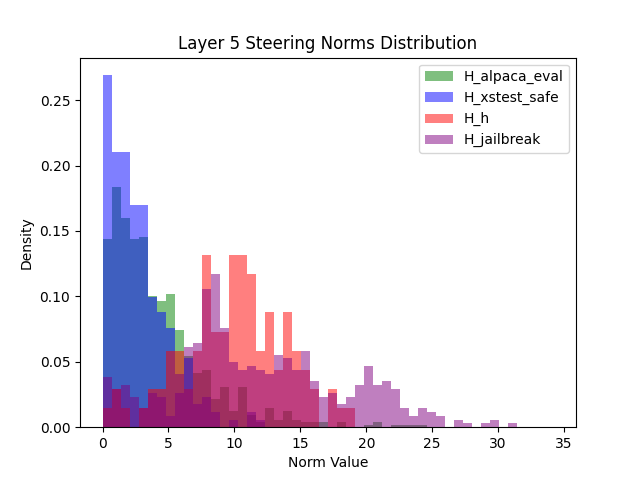 Layer 5 Steering Norms Distribution
H_alpaca_eval
H_xstest_safe
H_h
H_jailbreak
Density
0.25
0.20
0.15
0.10
0.05
0.00
0 5 10 15 20 25 30 35
Norm Value